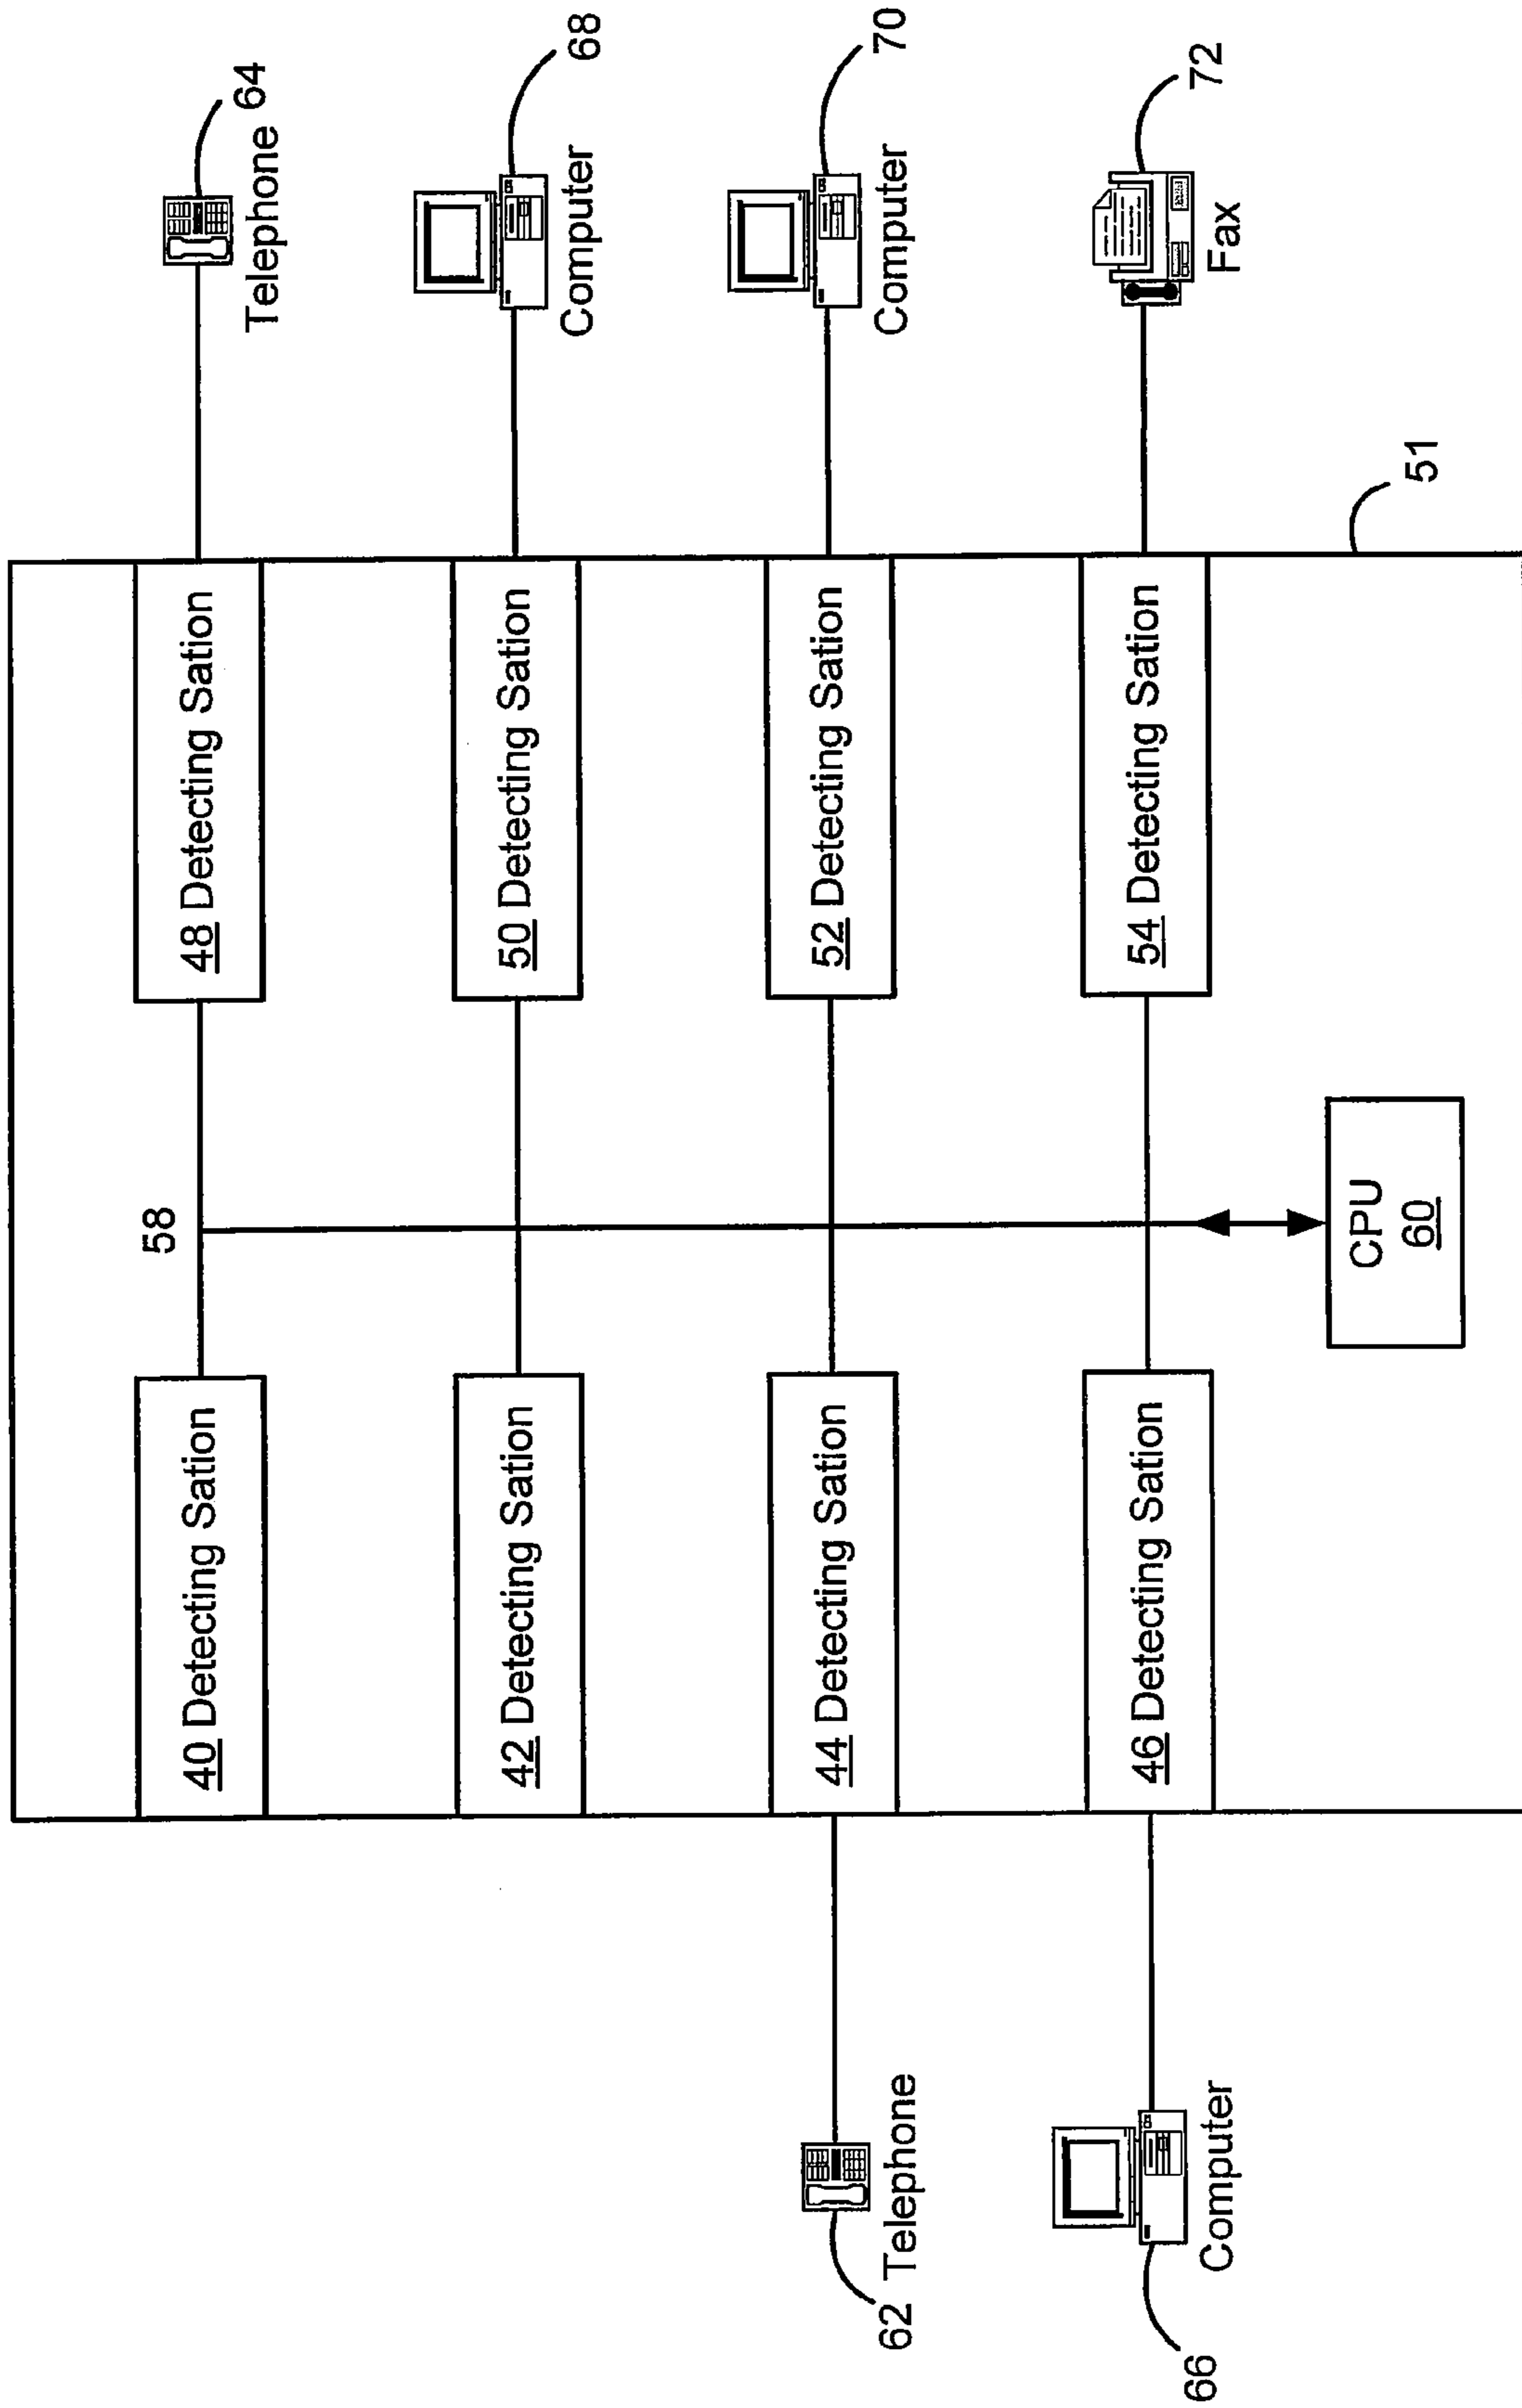 64
Telephone
68
Computer
70
Computer
72
Fax
51
48 Detecting Sation
50 Detecting Sation
52 Detecting Sation
54 Detecting Sation
58
CPU
60
40 Detecting Sation
42 Detecting Sation
44 Detecting Sation
46 Detecting Sation
62 Telephone
Computer
66